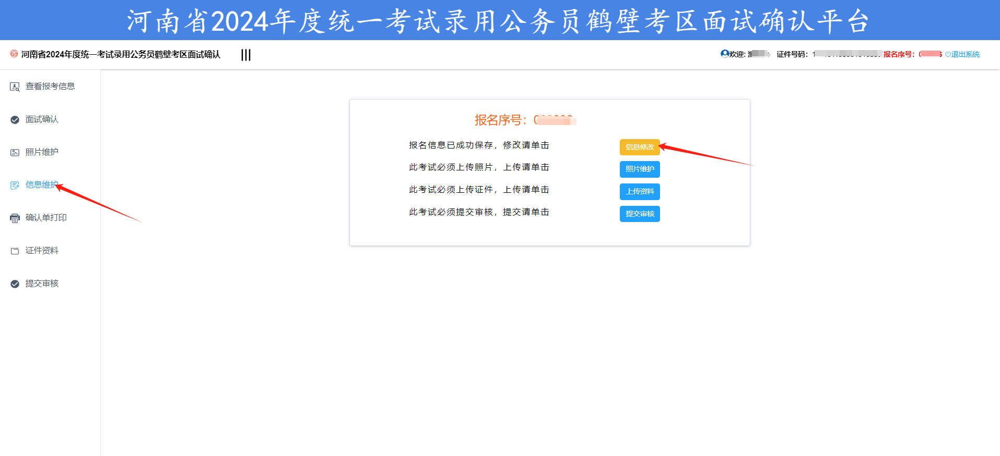 河南省2024年度统一考试录用公务员鹤壁考区面试确认平台
河南省2024年度统一考试录用公务员鹤壁考区面试确认
欢迎: 证件号码: 报名序号: 退出系统
查看报考信息
面试确认
照片维护
信息维护
确认单打印
证件资料
提交审核
报名序号:
报名信息已成功保存，修改请单击 信息修改
此考试必须上传照片，上传请单击 照片维护
此考试必须上传证件，上传请单击 上传资料
此考试必须提交审核，提交请单击 提交审核